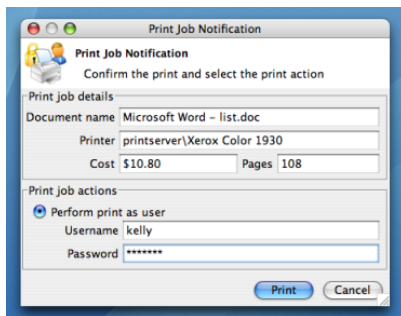 Print Job Notification
Print Job Notification
Confirm the print and select the print action
Print job details
Document name Microsoft Word - list.doc
Printer printserver\Xerox Color 1930
Cost $10.80 Pages 108
Print job actions
Perform print as user
Username kelly
Password *******
Print Cancel